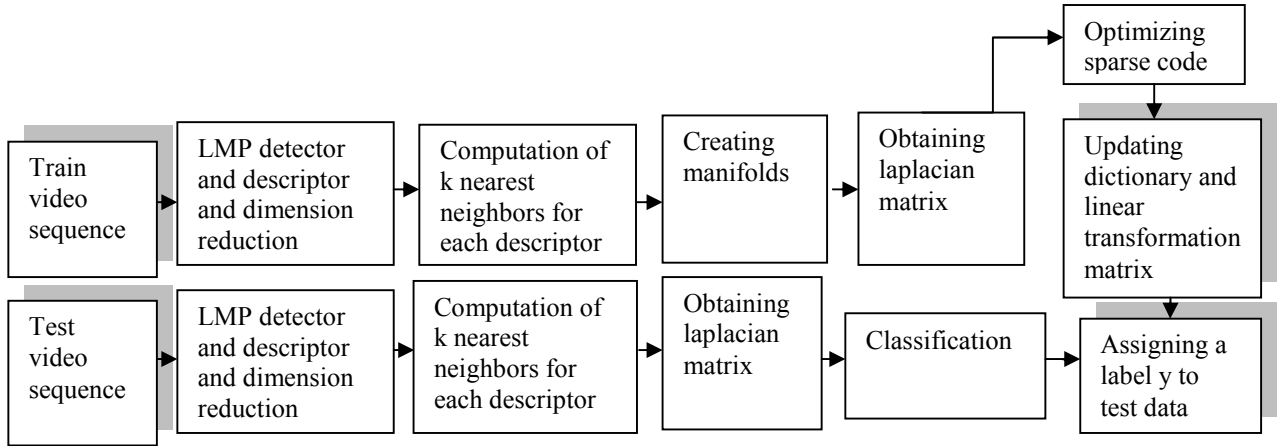 Train
video
sequence
LMP detector
and descriptor
and dimension
reduction
Computation of
k nearest
neighbors for
each descriptor
Creating
manifolds
Obtaining
laplacian
matrix
Optimizing
sparse code
Updating
dictionary and
linear
transformation
matrix
Test
video
sequence
LMP detector
and descriptor
and dimension
reduction
Computation of
k nearest
neighbors for
each descriptor
Obtaining
laplacian
matrix
Classification
Assigning a
label y to
test data